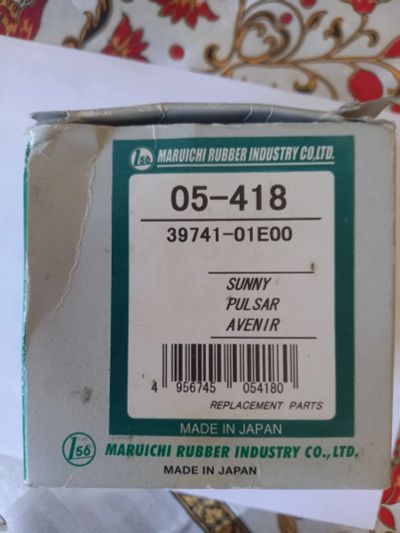 156 MARUICHI RUBBER INDUSTRY CO,LTD.
05-418
39741-01E00
SUNNY
PULSAR
AVENIR
4 956745 054180
REPLACEMENT PARTS
MADE IN JAPAN
156 MARUICHI RUBBER INDUSTRY CO., LTD.
MADE IN JAPAN